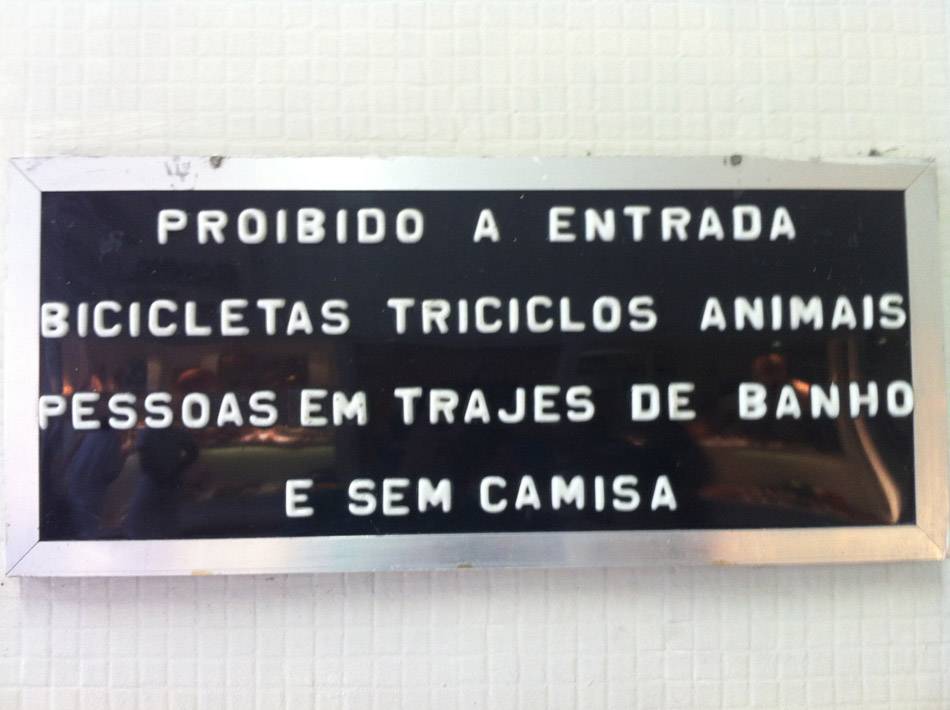 PROIBIDO A ENTRADA
BICICLETAS TRICICLOS ANIMAIS
PESSOAS EM TRAJES DE BANHO
E SEM CAMISA